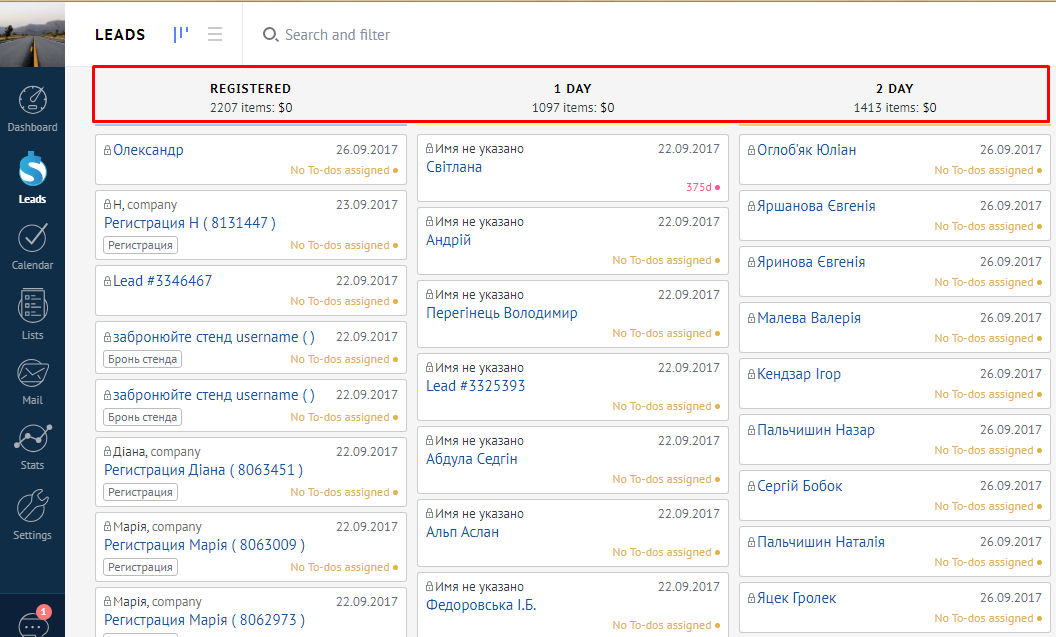 LEADS
Search and filter
Dashboard
Leads
Calendar
Lists
Mail
Stats
Settings
1
REGISTERED
2207 items: $0
Олександр 26.09.2017
No To-dos assigned
Н, company 23.09.2017
Регистрация Н ( 8131447 )
Регистрация No To-dos assigned
Lead #3346467 22.09.2017
No To-dos assigned
забронюйте стенд username ( ) 22.09.2017
Бронь стенда No To-dos assigned
забронюйте стенд username ( ) 22.09.2017
Бронь стенда No To-dos assigned
Діана, company 22.09.2017
Регистрация Діана ( 8063451 )
Регистрация No To-dos assigned
Марія, company 22.09.2017
Регистрация Марія ( 8063009 )
Регистрация No To-dos assigned
Марія, company 22.09.2017
Регистрация Марія ( 8062973 )
1 DAY
1097 items: $0
Имя не указано 22.09.2017
Світлана
375d
Имя не указано 22.09.2017
Андрій
No To-dos assigned
Имя не указано 22.09.2017
Перегінець Володимир
No To-dos assigned
Имя не указано 22.09.2017
Lead #3325393
No To-dos assigned
Имя не указано 22.09.2017
Абдула Седгін
No To-dos assigned
Имя не указано 22.09.2017
Альп Аслан
No To-dos assigned
Имя не указано 22.09.2017
Федоровська І.Б.
No To-dos assigned
2 DAY
1413 items: $0
Оглоб'як Юліан 26.09.2017
No To-dos assigned
Яршанова Євгенія 26.09.2017
No To-dos assigned
Яринова Євгенія 26.09.2017
No To-dos assigned
Малева Валерія 26.09.2017
No To-dos assigned
Кендзар Ігор 26.09.2017
No To-dos assigned
Пальчишин Назар 26.09.2017
No To-dos assigned
Сергій Бобок 26.09.2017
No To-dos assigned
Пальчишин Наталія 26.09.2017
No To-dos assigned
Яцек Гролек 26.09.2017
No To-dos assigned